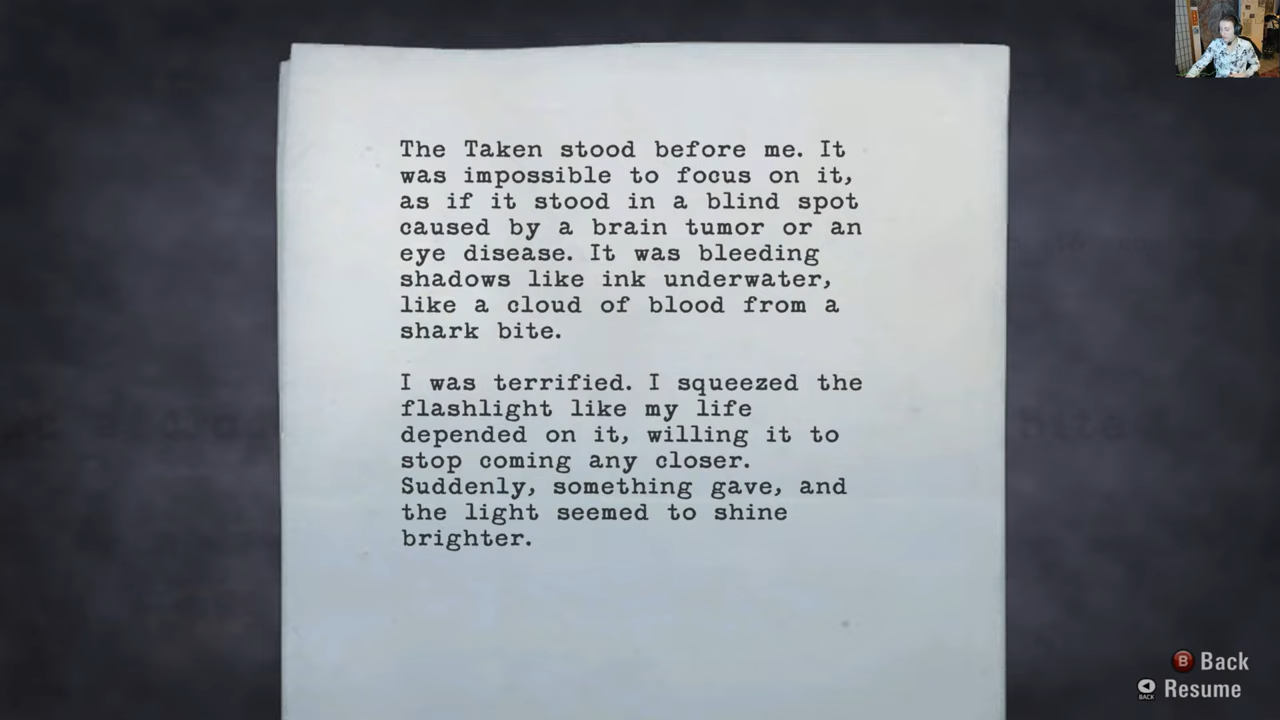 The Taken stood before me. It
was impossible to focus on it,
as if it stood in a blind spot
caused by a brain tumor or an
eye disease. It was bleeding
shadows like ink underwater,
like a cloud of blood from a
shark bite.
I was terrified. I squeezed the
flashlight like my life
depended on it, willing it to
stop coming any closer.
Suddenly, something gave, and
the light seemed to shine
brighter.
B Back
BACK Resume